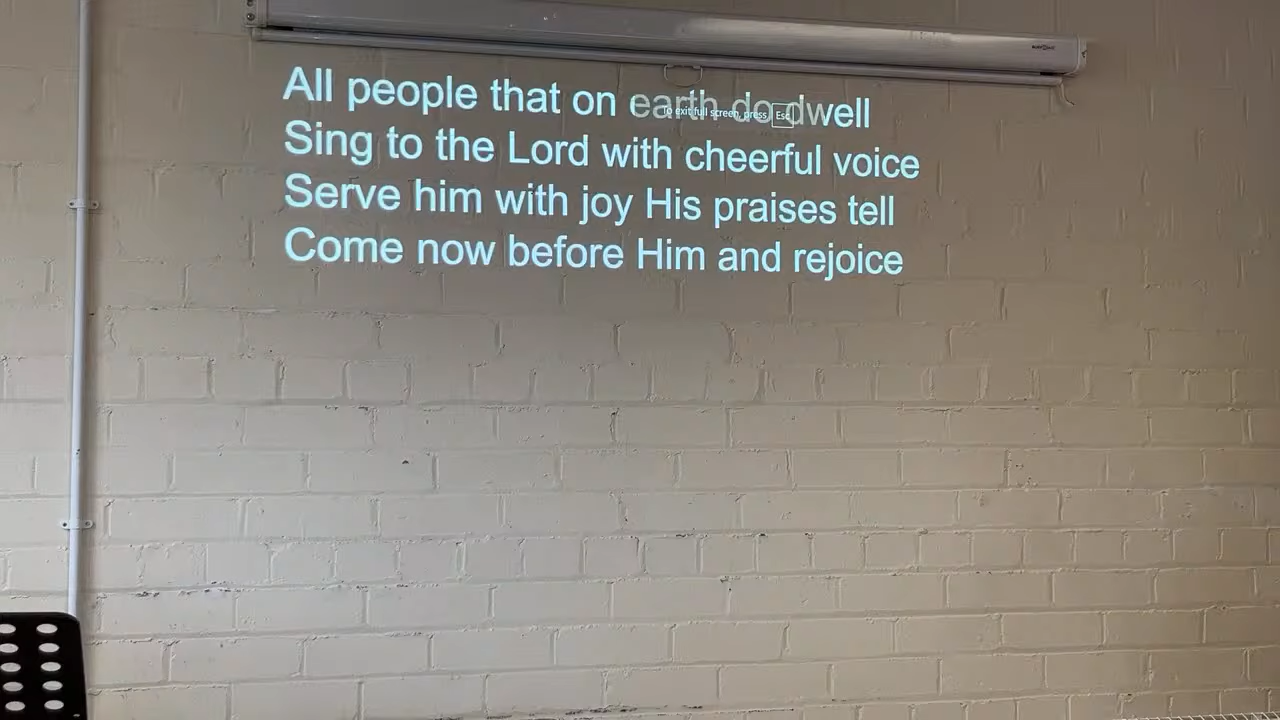 All people that on earth do dwell
To exit full screen, press Esc
Sing to the Lord with cheerful voice
Serve him with joy His praises tell
Come now before Him and rejoice